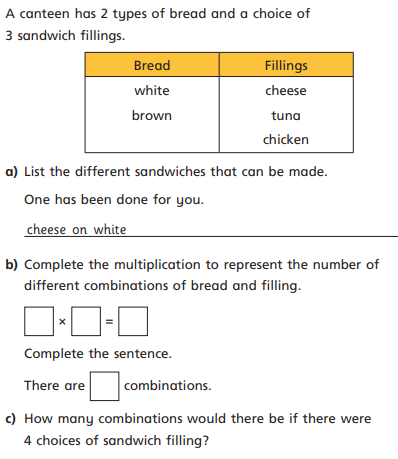 A canteen has 2 types of bread and a choice of
3 sandwich fillings.
Bread Fillings
white cheese
brown tuna
chicken
a) List the different sandwiches that can be made.
One has been done for you.
cheese on white
b) Complete the multiplication to represent the number of
different combinations of bread and filling.
× =
Complete the sentence.
There are combinations.
c) How many combinations would there be if there were
4 choices of sandwich filling?